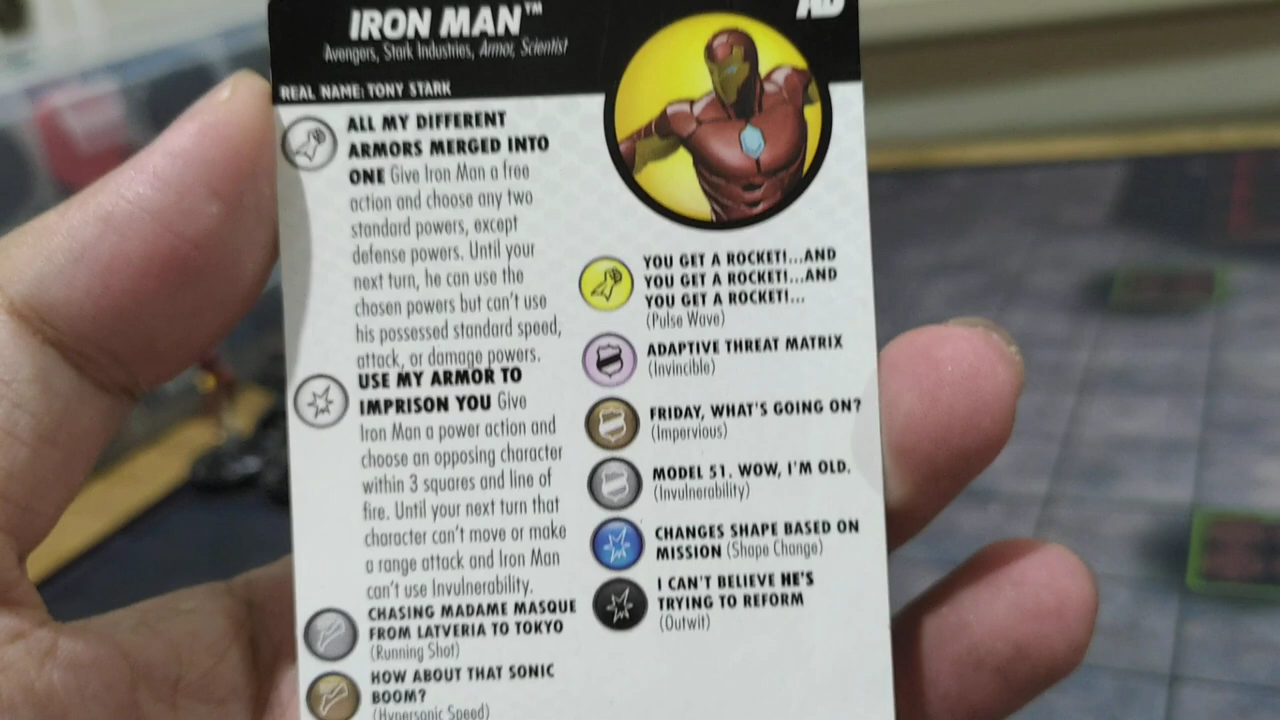 IRON MAN™
Avengers, Stark Industries, Armor, Scientist
REAL NAME: TONY STARK
ALL MY DIFFERENT
ARMORS MERGED INTO
ONE Give Iron Man a free
action and choose any two
standard powers, except
defense powers. Until your
next turn, he can use the
chosen powers but can't use
his possessed standard speed,
attack, or damage powers.
USE MY ARMOR TO
IMPRISON YOU Give
Iron Man a power action and
choose an opposing character
within 3 squares and line of
fire. Until your next turn that
character can't move or make
a range attack and Iron Man
can't use Invulnerability.
CHASING MADAME MASQUE
FROM LATVERIA TO TOKYO
(Running Shot)
HOW ABOUT THAT SONIC
BOOM?
(Hypersonic Speed)
YOU GET A ROCKET!...AND
YOU GET A ROCKET!...AND
YOU GET A ROCKET!...
(Pulse Wave)
ADAPTIVE THREAT MATRIX
(Invincible)
FRIDAY, WHAT'S GOING ON?
(Impervious)
MODEL 51. WOW, I'M OLD.
(Invulnerability)
CHANGES SHAPE BASED ON
MISSION (Shape Change)
I CAN'T BELIEVE HE'S
TRYING TO REFORM
(Outwit)